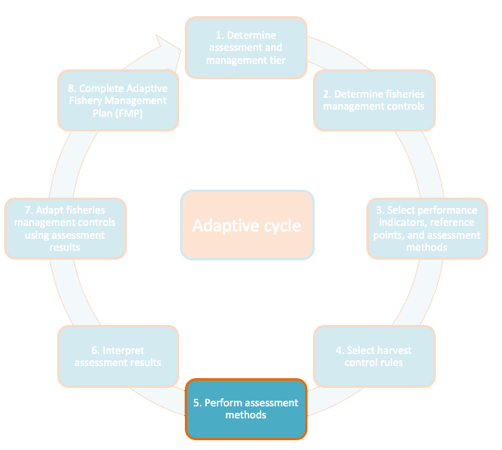 1. Determine
assessment and
management tier
2. Determine fisheries
management controls
3. Select performance
indicators, reference
points, and assessment
methods
4. Select harvest
control rules
5. Perform assessment
methods
6. Interpret
assessment results
7. Adapt fisheries
management controls
using assessment
results
8. Complete Adaptive
Fishery Management
Plan (FMP)
Adaptive cycle